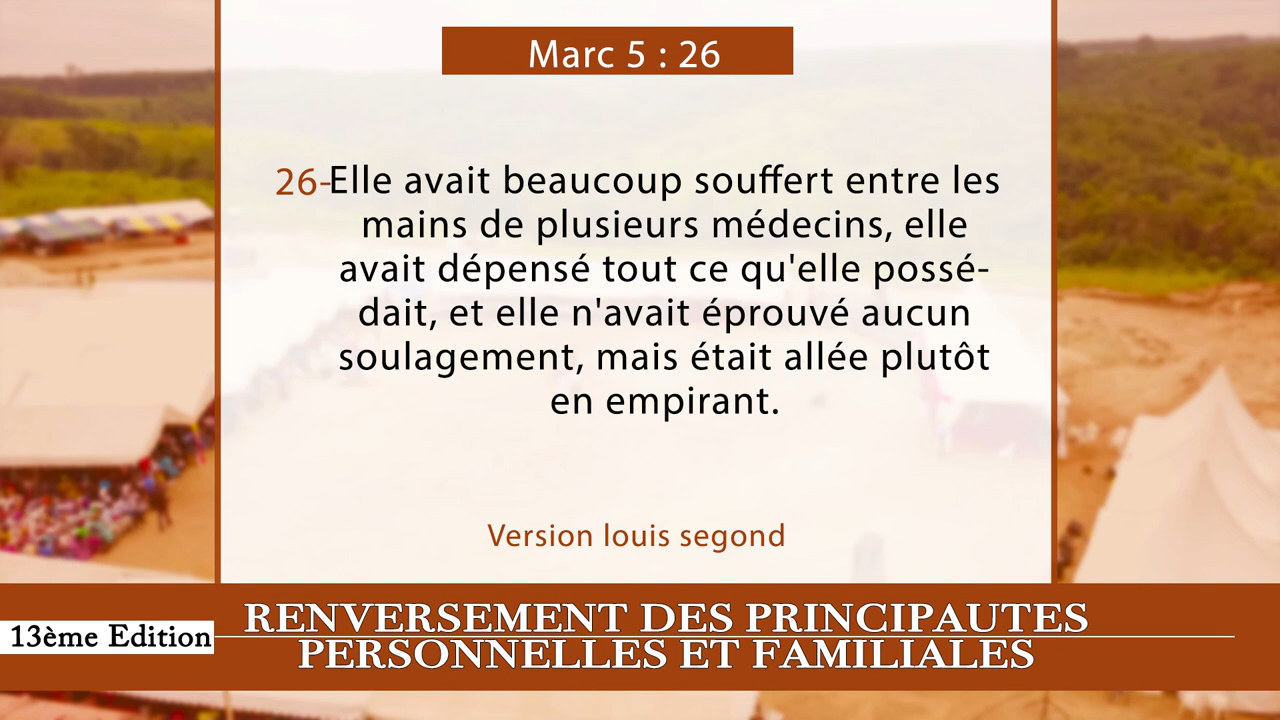 Marc 5 : 26
26-Elle avait beaucoup souffert entre les
mains de plusieurs médecins, elle
avait dépensé tout ce qu'elle possé-
dait, et elle n'avait éprouvé aucun
soulagement, mais était allée plutôt
en empirant.
Version louis segond
13ème Edition
RENVERSEMENT DES PRINCIPAUTES
PERSONNELLES ET FAMILIALES